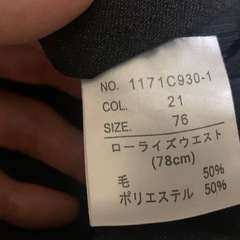 NO. 1171C930-1
COL. 21
SIZE. 76
ローライズウエスト
(78cm)
毛 50%
ポリエステル 50%